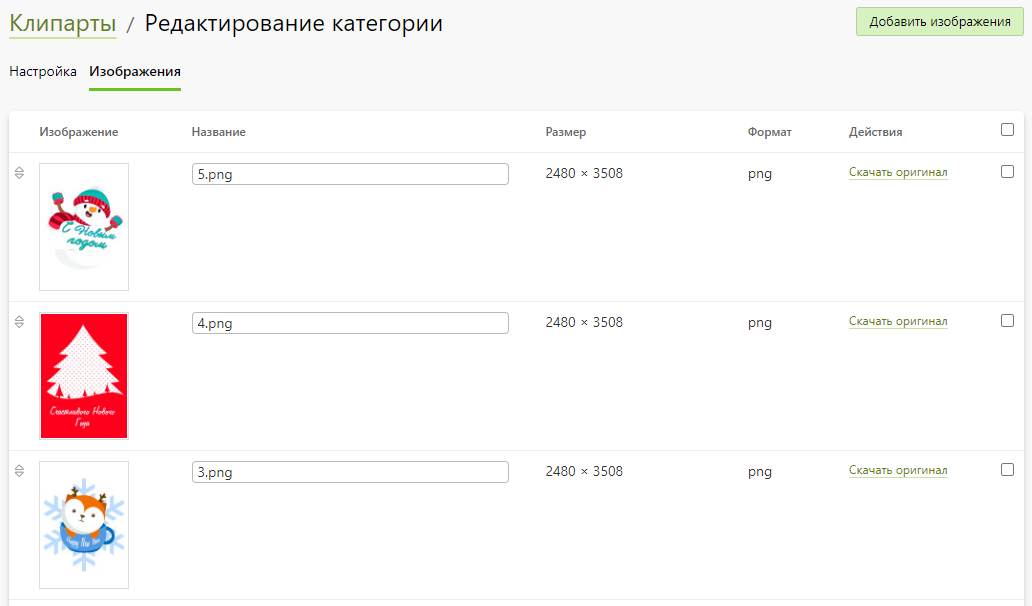 Клипарты / Редактирование категории
Добавить изображения
Настройка Изображения
Изображение Название Размер Формат Действия
5.png 2480 × 3508 png Скачать оригинал
С Новым
годом
4.png 2480 × 3508 png Скачать оригинал
Счастливого Нового
Года
3.png 2480 × 3508 png Скачать оригинал
Happy New Year